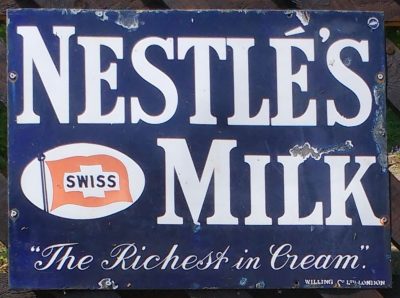 NESTLÉ'S
SWISS
MILK
"The Richest in Cream".
WILLING Co LTD. LONDON